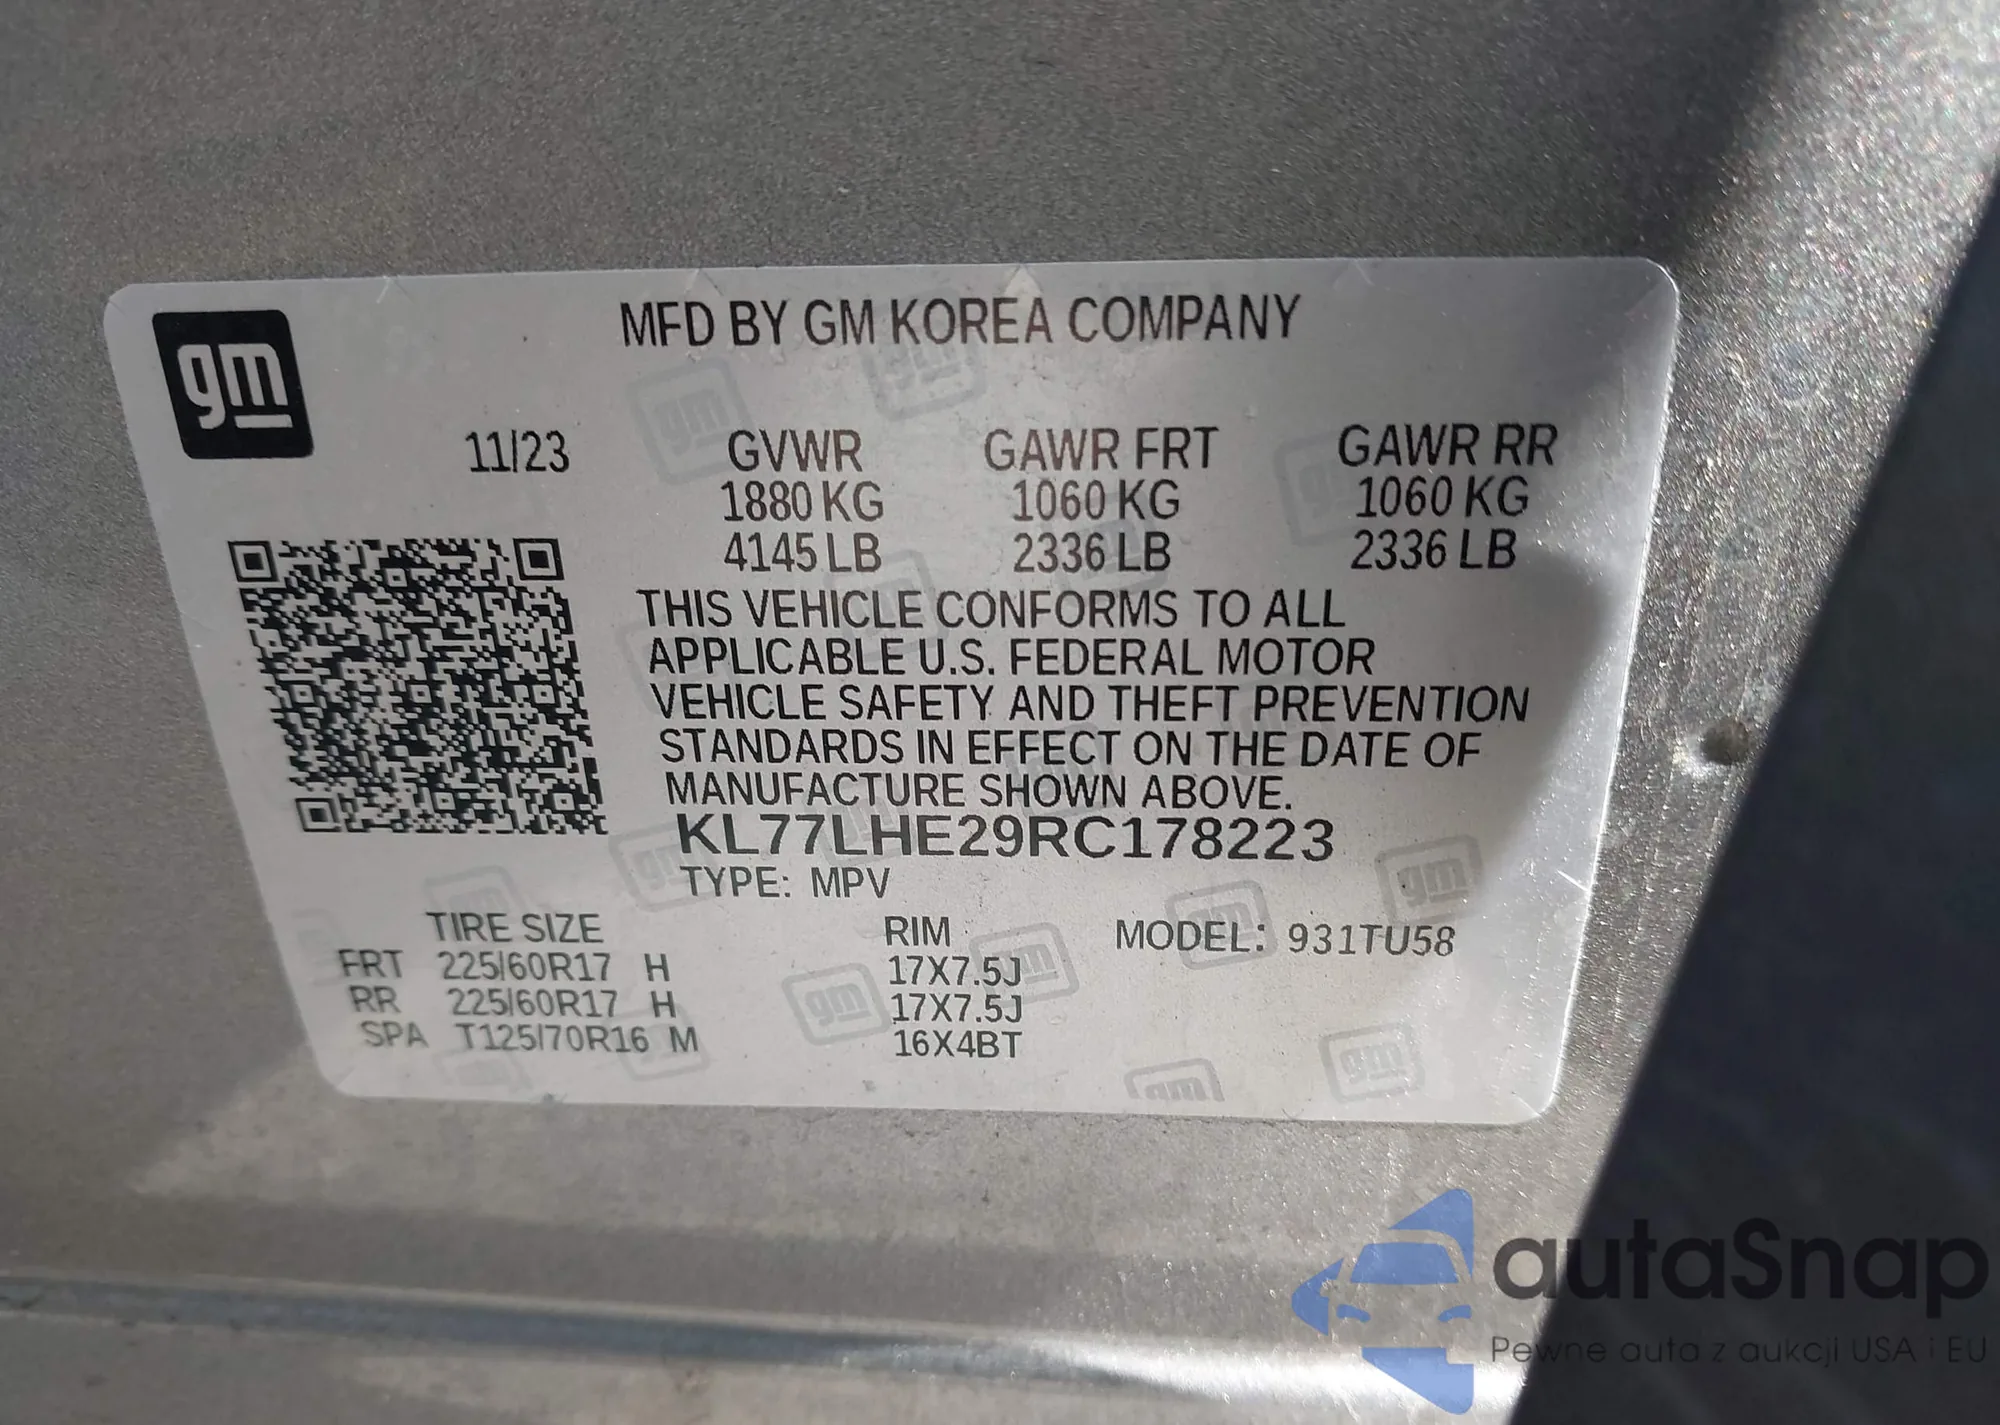 gm
MFD BY GM KOREA COMPANY
11/23 GVWR GAWR FRT GAWR RR
1880 KG 1060 KG 1060 KG
4145 LB 2336 LB 2336 LB
THIS VEHICLE CONFORMS TO ALL
APPLICABLE U.S. FEDERAL MOTOR
VEHICLE SAFETY AND THEFT PREVENTION
STANDARDS IN EFFECT ON THE DATE OF
MANUFACTURE SHOWN ABOVE.
KL77LHE29RC178223
TYPE: MPV
TIRE SIZE RIM MODEL: 931TU58
FRT 225/60R17 H 17X7.5J
RR 225/60R17 H 17X7.5J
SPA T125/70R16 M 16X4BT
autaSnap
Pewne auta z aukcji USA i EU